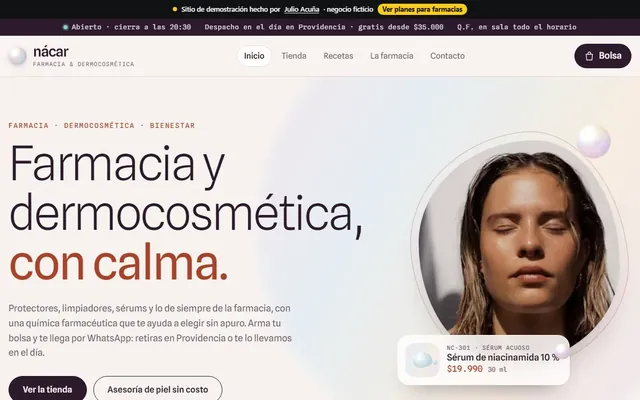 Sitio de demostración hecho por Julio Acuña · negocio ficticio Ver planes para farmacias
Abierto · cierra a las 20:30 Despacho en el día en Providencia · gratis desde $35.000 Q.F. en sala todo el horario
nácar
FARMACIA & DERMOCOSMÉTICA
Inicio Tienda Recetas La farmacia Contacto
Bolsa
FARMACIA · DERMOCOSMÉTICA · BIENESTAR
Farmacia y
dermocosmética,
con calma.
Protectores, limpiadores, sérums y lo de siempre de la farmacia, con
una química farmacéutica que te ayuda a elegir sin apuro. Arma tu
bolsa y te llega por WhatsApp: retiras en Providencia o te lo llevamos
en el día.
Ver la tienda Asesoría de piel sin costo
NC-301 · SÉRUM ACUOSO
Sérum de niacinamida 10 %
$19.990 30 ml